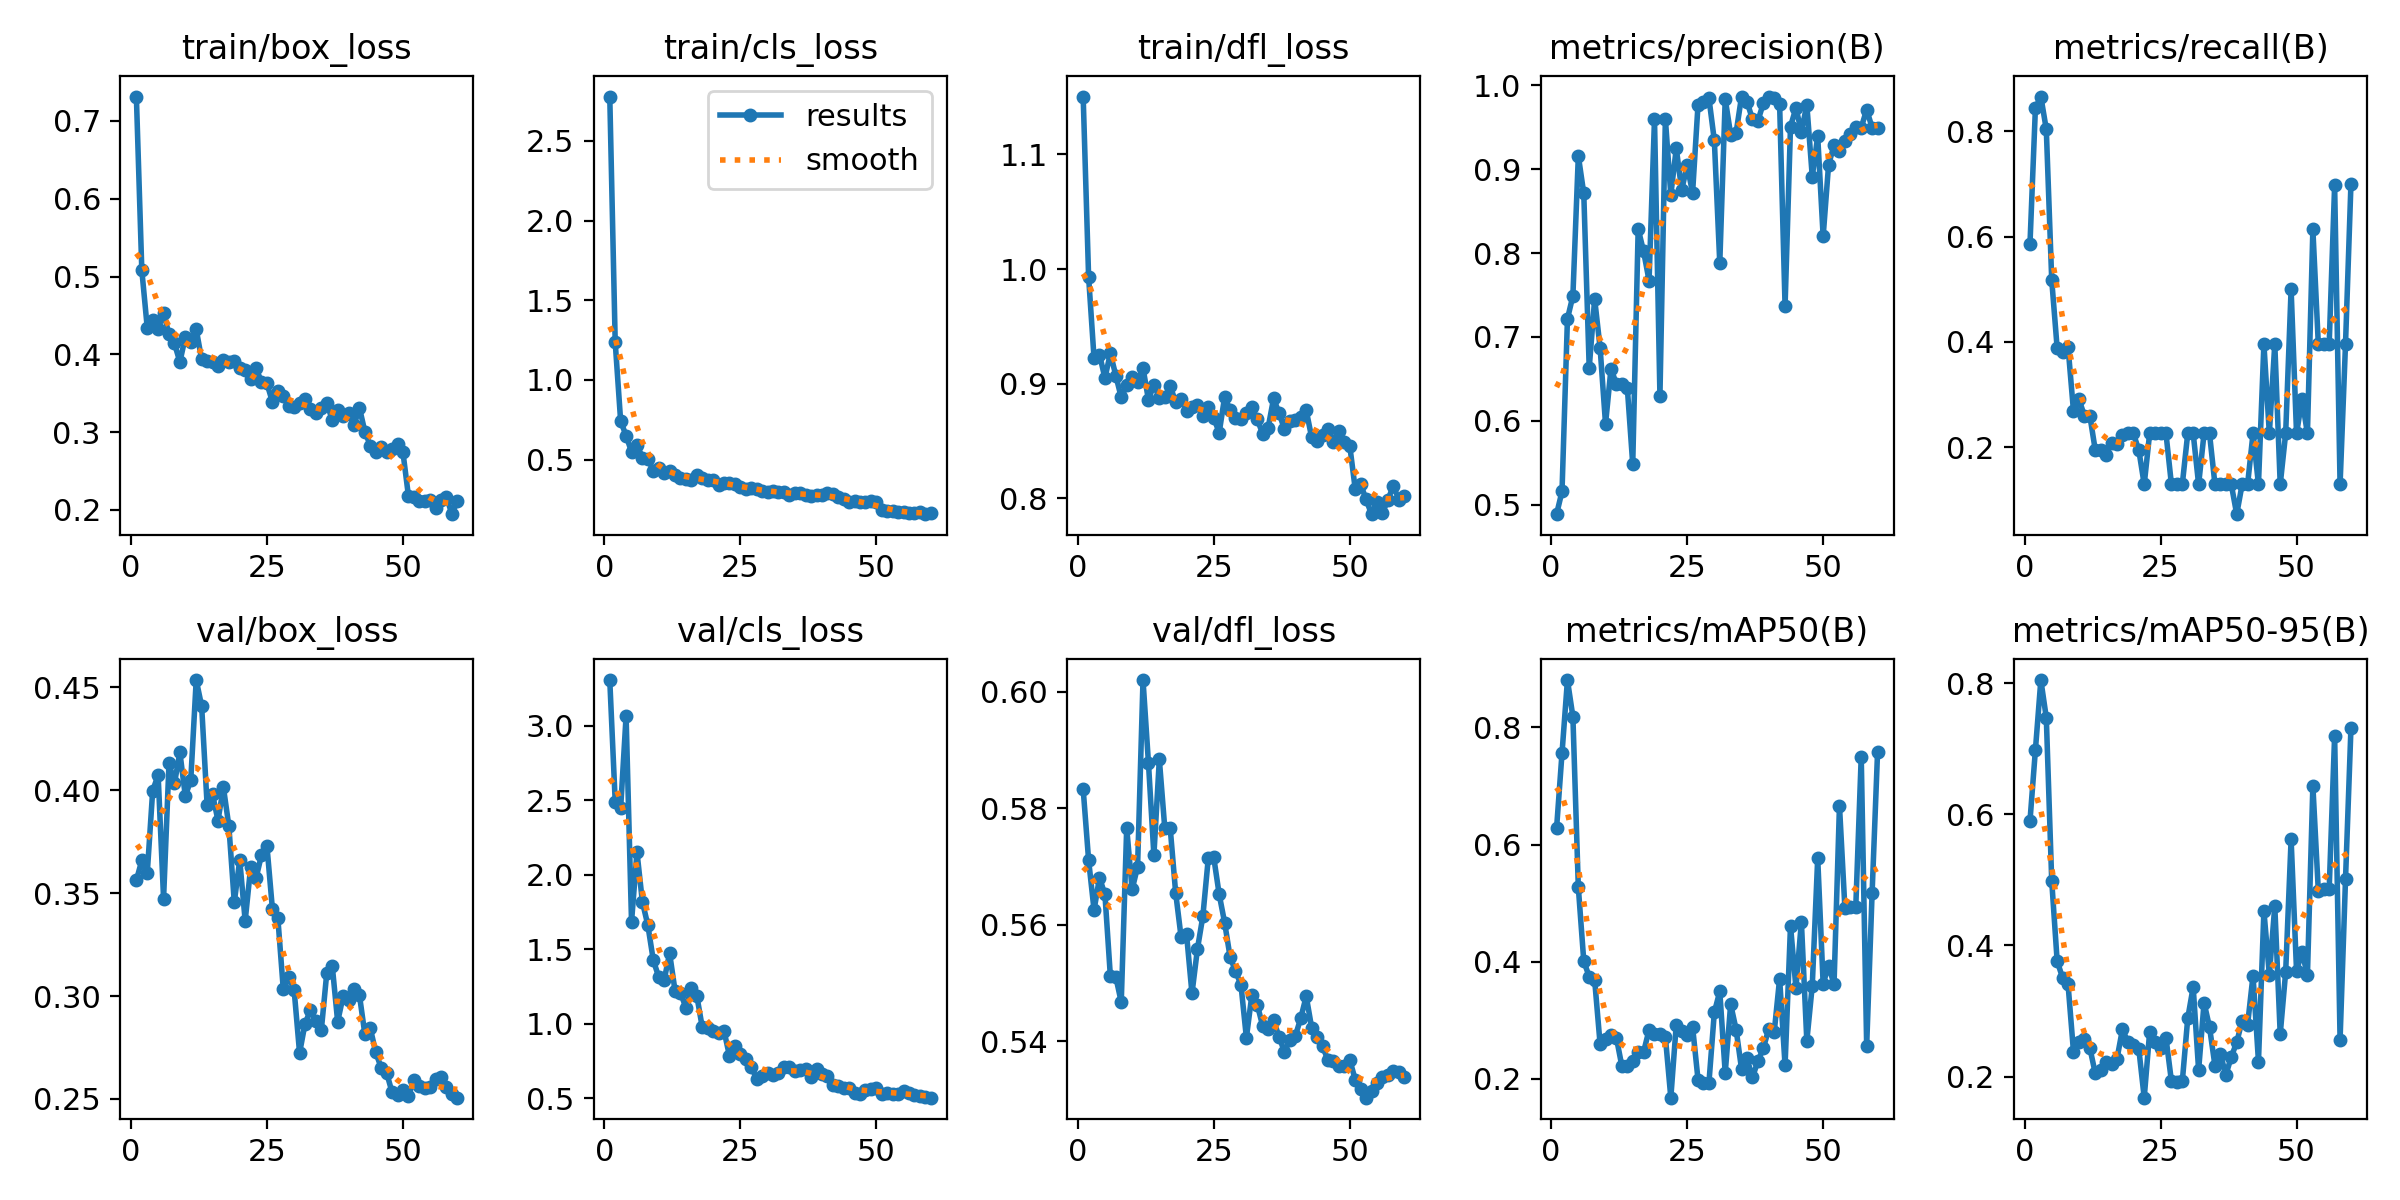 train/box_loss
0.7
0.6
0.5
0.4
0.3
0.2
0 25 50
train/cls_loss
results
smooth
2.5
2.0
1.5
1.0
0.5
0 25 50
train/dfl_loss
1.1
1.0
0.9
0.8
0 25 50
metrics/precision(B)
1.0
0.9
0.8
0.7
0.6
0.5
0 25 50
metrics/recall(B)
0.8
0.6
0.4
0.2
0 25 50
val/box_loss
0.45
0.40
0.35
0.30
0.25
0 25 50
val/cls_loss
3.0
2.5
2.0
1.5
1.0
0.5
0 25 50
val/dfl_loss
0.60
0.58
0.56
0.54
0 25 50
metrics/mAP50(B)
0.8
0.6
0.4
0.2
0 25 50
metrics/mAP50-95(B)
0.8
0.6
0.4
0.2
0 25 50